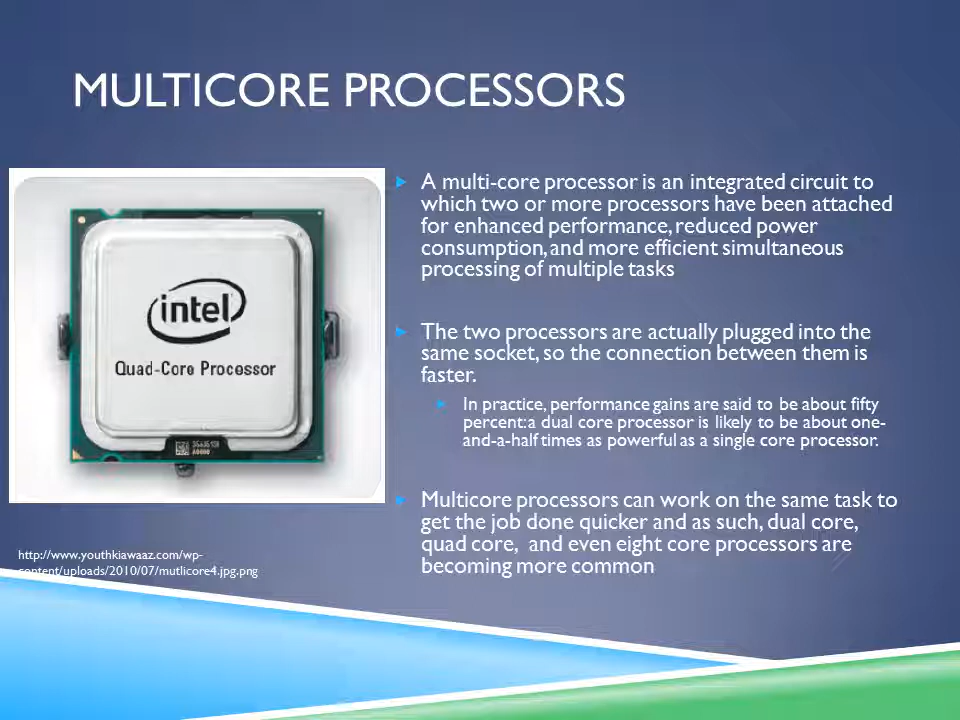 MULTICORE PROCESSORS
intel
Quad-Core Processor
http://www.youthkiawaaz.com/wp-
content/uploads/2010/07/mutlicore4.jpg.png
A multi-core processor is an integrated circuit to
which two or more processors have been attached
for enhanced performance, reduced power
consumption, and more efficient simultaneous
processing of multiple tasks
The two processors are actually plugged into the
same socket, so the connection between them is
faster.
In practice, performance gains are said to be about fifty
percent: a dual core processor is likely to be about one-
and-a-half times as powerful as a single core processor.
Multicore processors can work on the same task to
get the job done quicker and as such, dual core,
quad core, and even eight core processors are
becoming more common